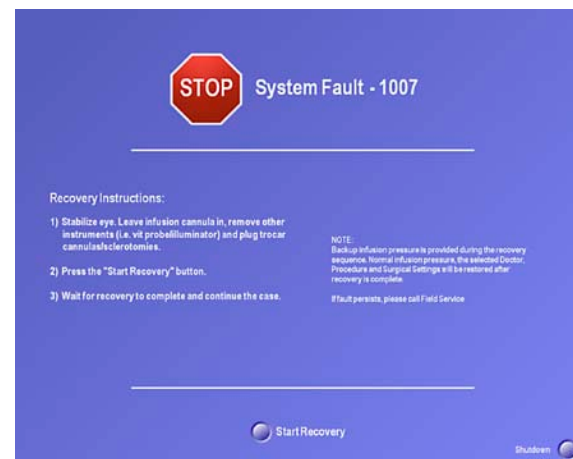 STOP
System Fault - 1007
Recovery Instructions:
1) Stabilize eye. Leave infusion cannula in, remove other
instruments (i.e. vit probe/illuminator) and plug trocar
cannulas/sclerotomies.
2) Press the "Start Recovery" button.
3) Wait for recovery to complete and continue the case.
NOTE:
Backup infusion pressure is provided during the recovery
sequence. Normal infusion pressure, the selected Doctor,
Procedure and Surgical Settings will be restored after
recovery is complete.
If fault persists, please call Field Service
Start Recovery
Shutdown